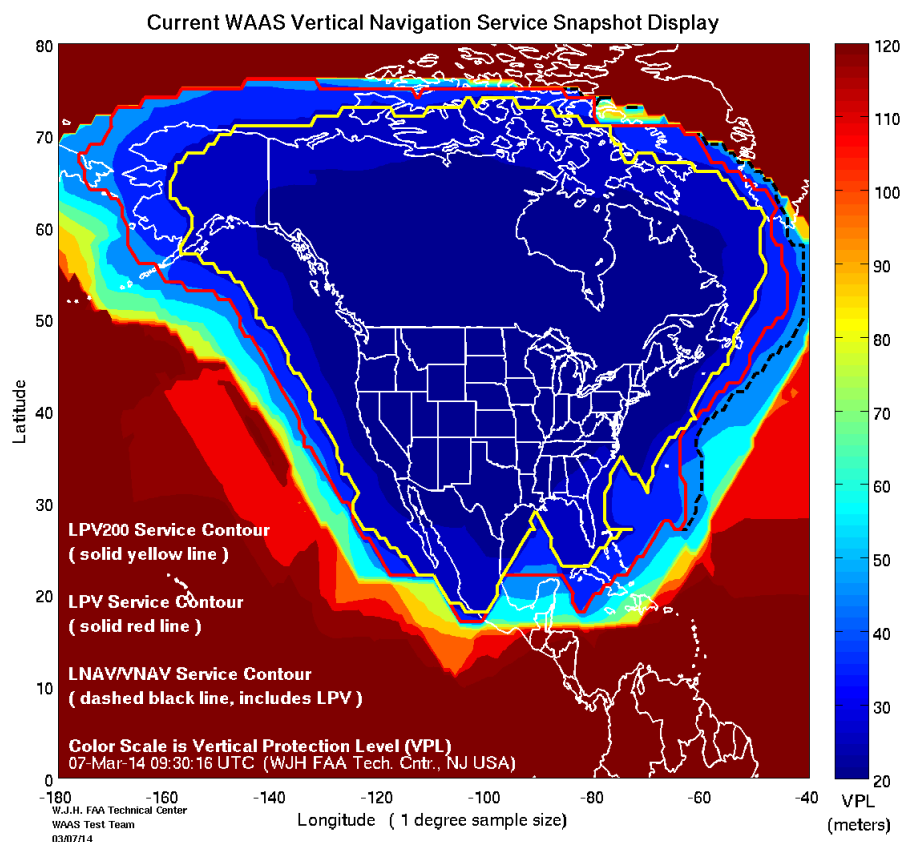 Current WAAS Vertical Navigation Service Snapshot Display
80
70
60
50
40
30
20
10
0
Latitude
LPV200 Service Contour
( solid yellow line )
LPV Service Contour
( solid red line )
LNAV/VNAV Service Contour
( dashed black line, includes LPV )
Color Scale is Vertical Protection Level (VPL)
07-Mar-14 09:30:16 UTC (WJH FAA Tech. Cntr., NJ USA)
-180 -160 -140 -120 -100 -80 -60 -40
Longitude ( 1 degree sample size)
W.J.H. FAA Technical Center
WAAS Test Team
03/07/14
120
110
100
90
80
70
60
50
40
30
20
VPL
(meters)